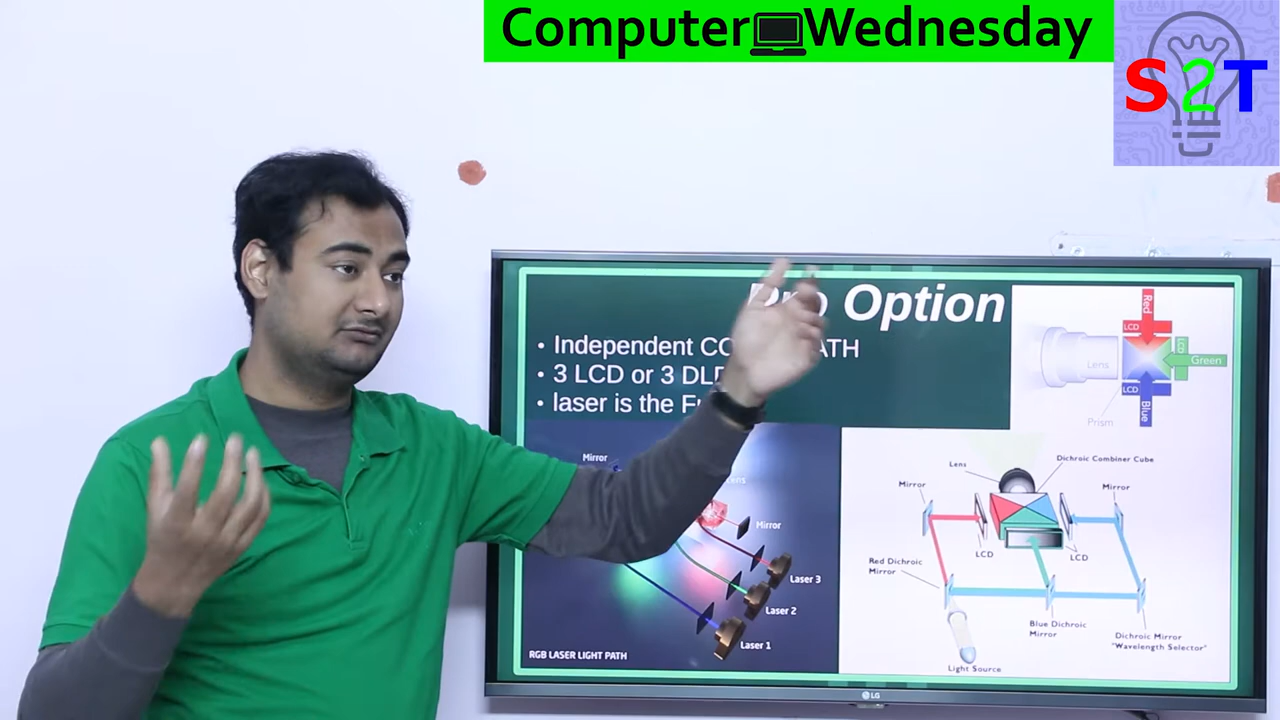 Computer Wednesday
S2T
Pro Option
• Independent CO ATH
• 3 LCD or 3 DL
• laser is the F
Red
LCD
LCD
Green
Lens
LCD
Blue
Prism
Mirror
Mirror
Laser 3
Laser 2
Laser 1
RGB LASER LIGHT PATH
Lens
Dichroic Combiner Cube
Mirror
Mirror
LCD
LCD
Red Dichroic
Mirror
Blue Dichroic
Mirror
Dichroic Mirror
"Wavelength Selector"
Light Source
LG